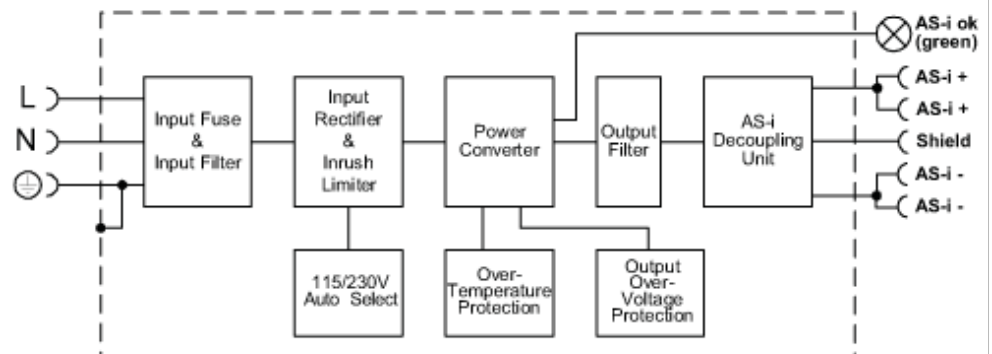 AS-i ok
(green)
L
N
Input Fuse
&
Input Filter
Input
Rectifier
&
Inrush
Limiter
Power
Converter
Output
Filter
AS-i
Decoupling
Unit
AS-i +
AS-i +
Shield
AS-i -
AS-i -
115/230V
Auto Select
Over-
Temperature
Protection
Output
Over-
Voltage
Protection